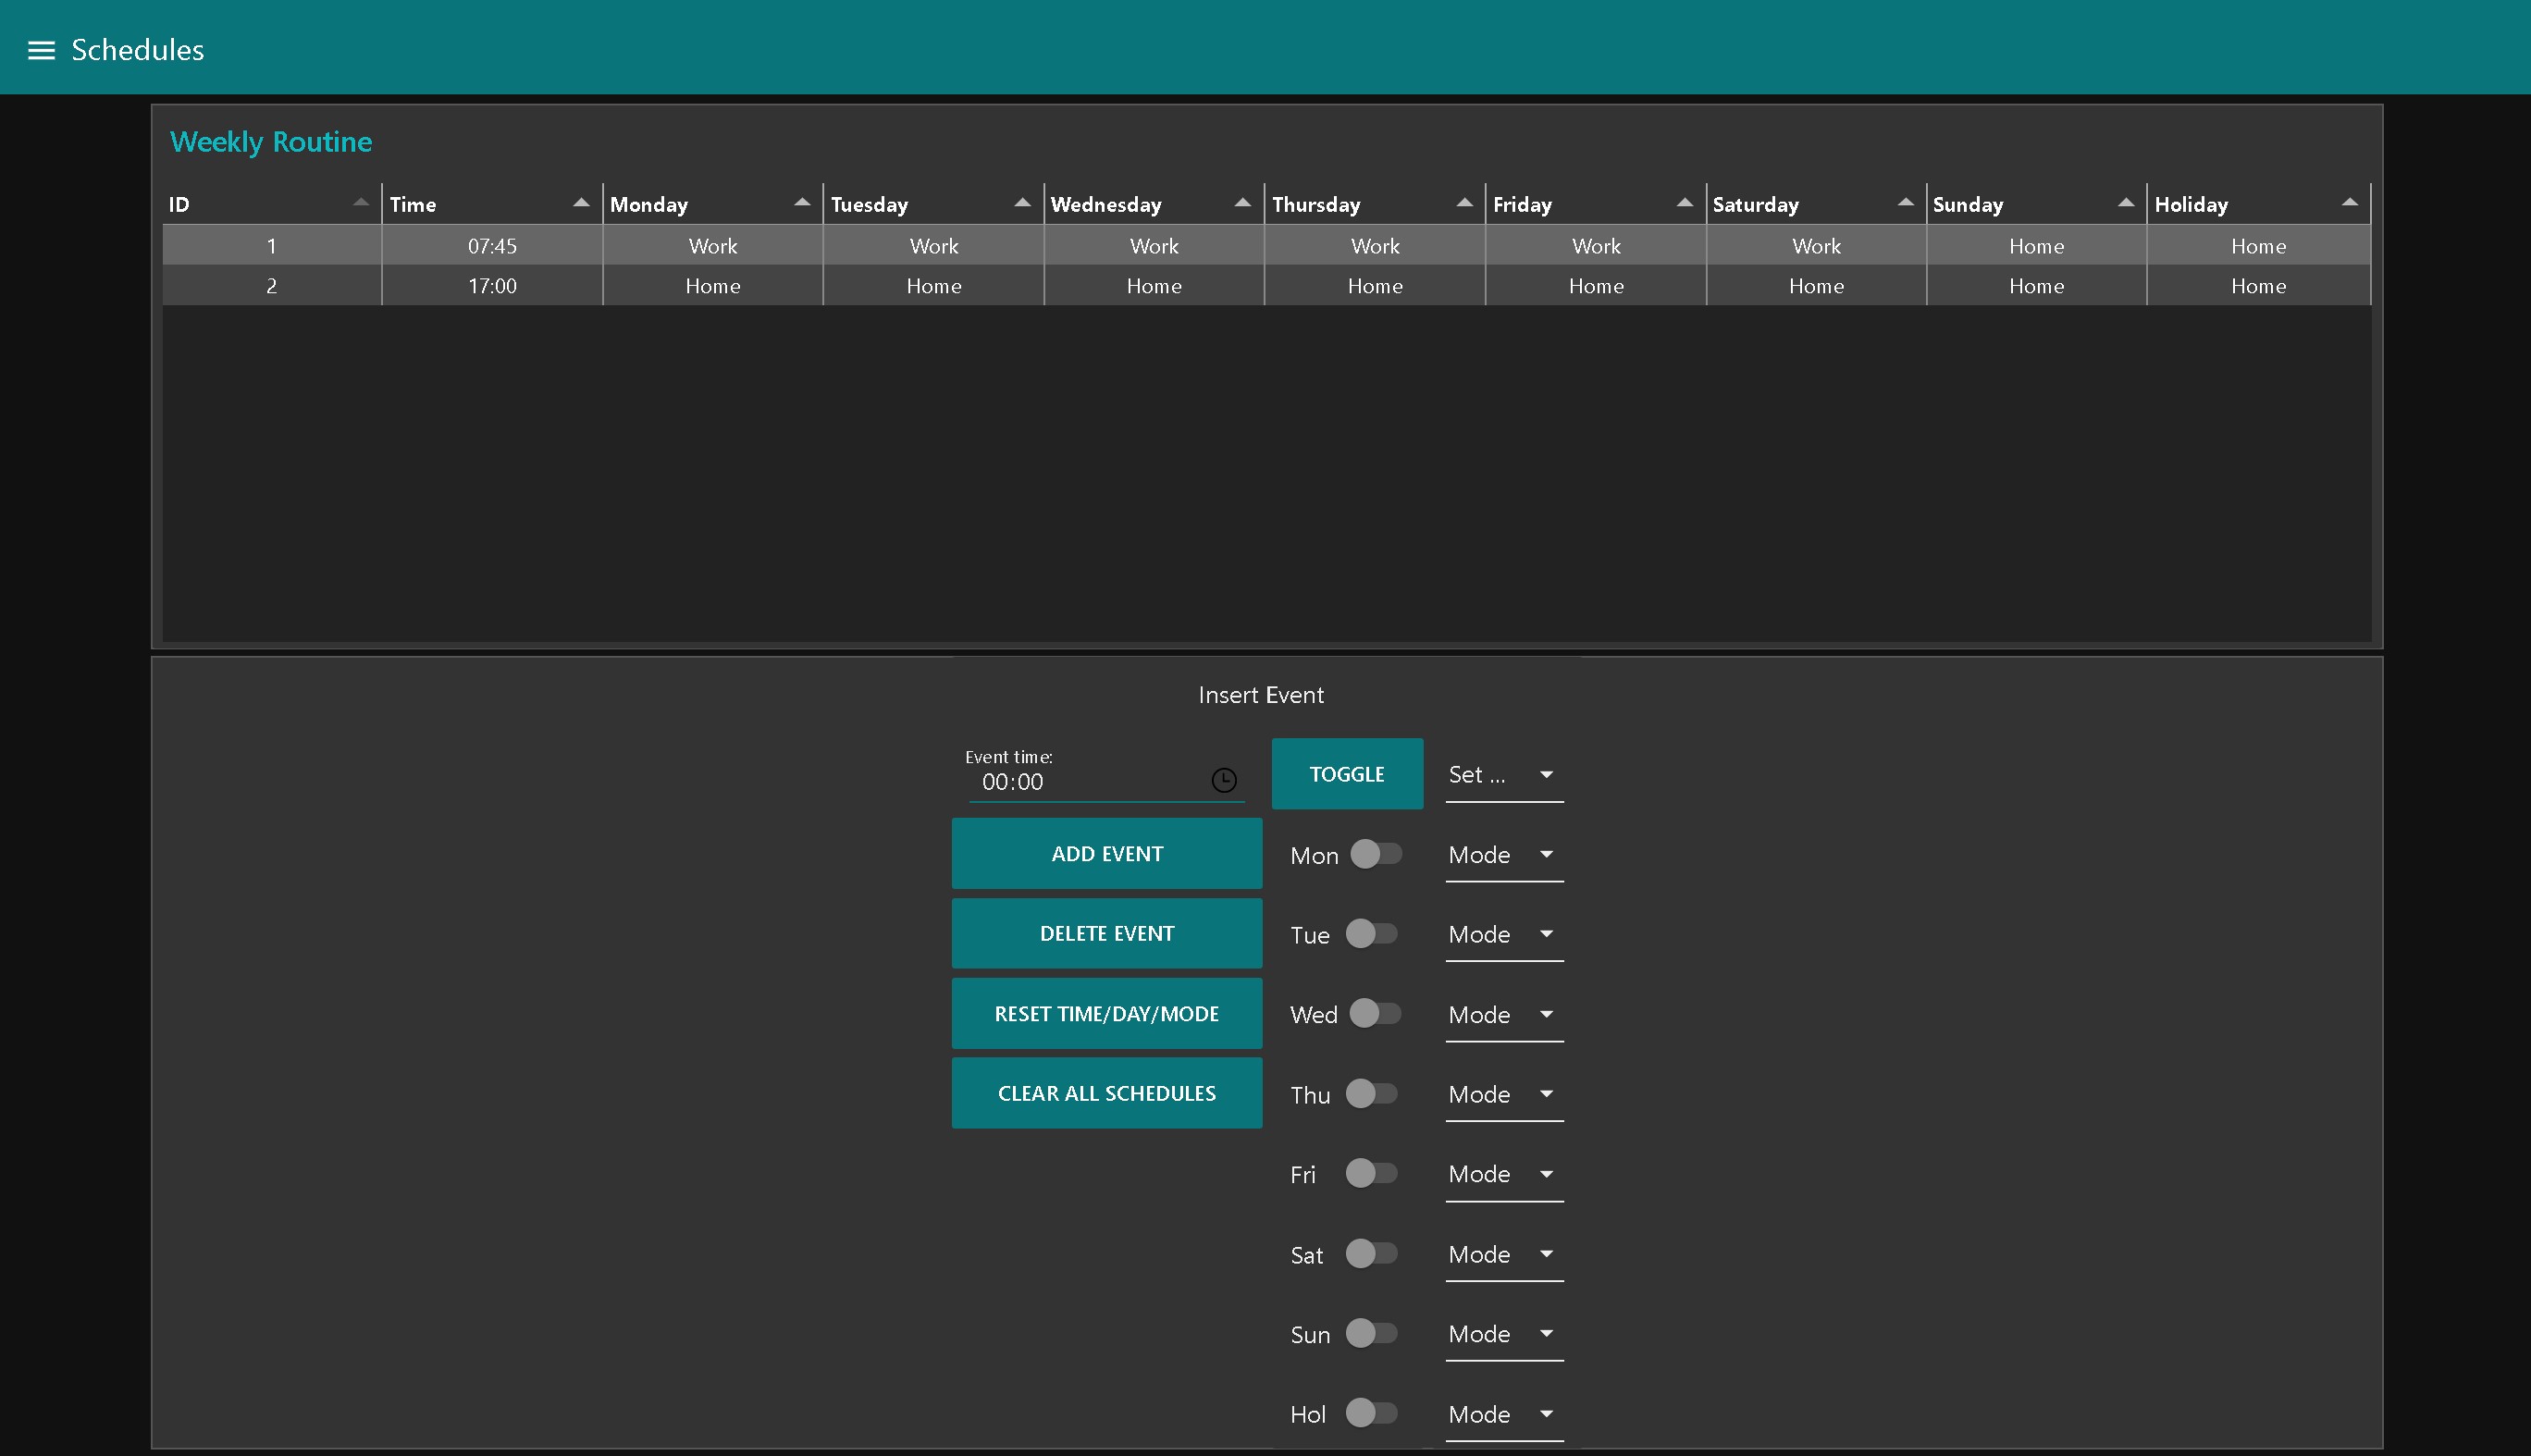 Schedules
Weekly Routine
ID Time Monday Tuesday Wednesday Thursday Friday Saturday Sunday Holiday
1 07:45 Work Work Work Work Work Work Home Home
2 17:00 Home Home Home Home Home Home Home Home
Insert Event
Event time:
00:00 TOGGLE Set ...
ADD EVENT Mon Mode
DELETE EVENT Tue Mode
RESET TIME/DAY/MODE Wed Mode
CLEAR ALL SCHEDULES Thu Mode
Fri Mode
Sat Mode
Sun Mode
Hol Mode